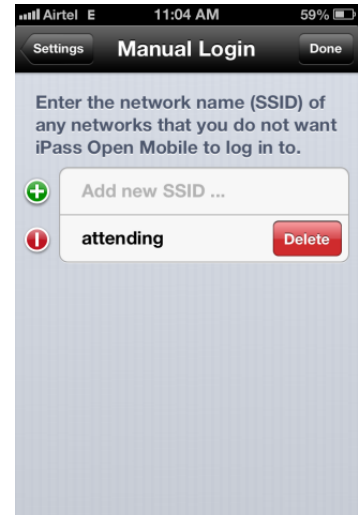 Airtel E 11:04 AM 59%
Settings Manual Login Done
Enter the network name (SSID) of
any networks that you do not want
iPass Open Mobile to log in to.
Add new SSID ...
attending Delete